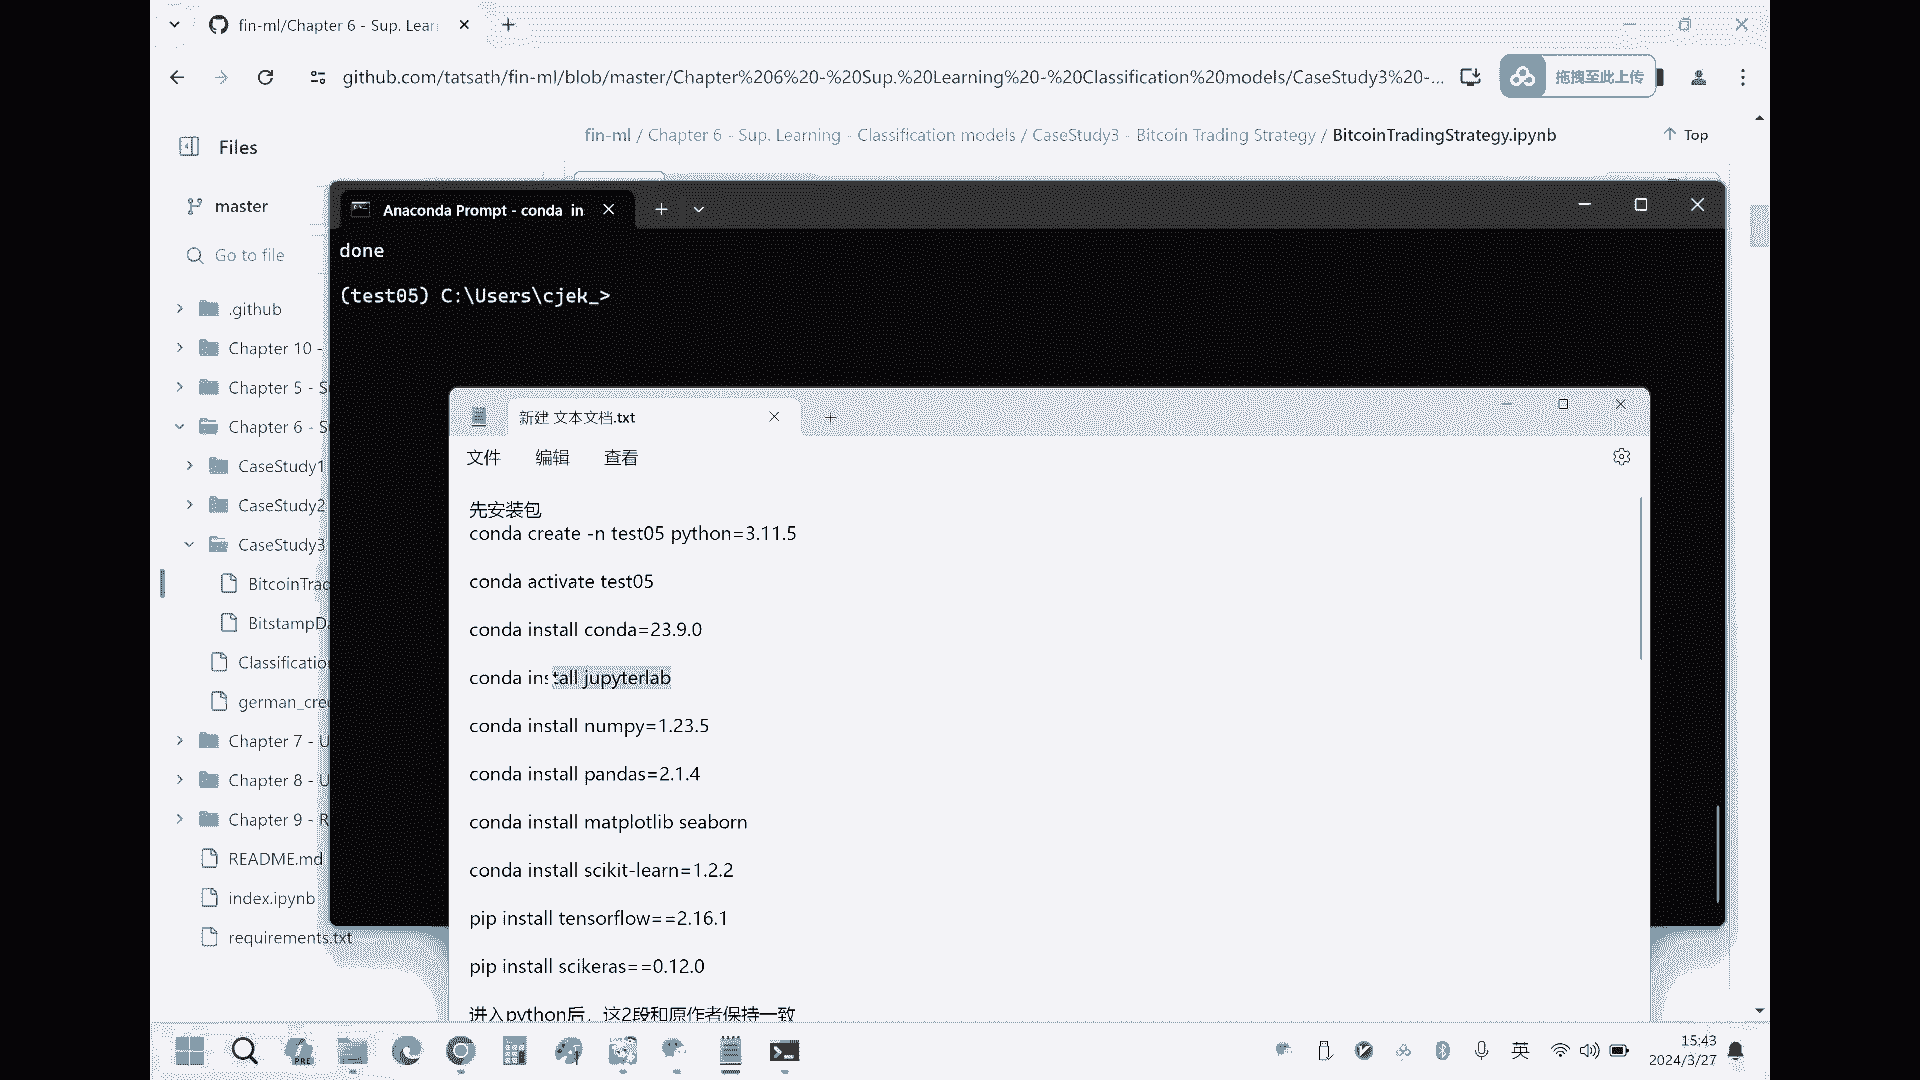 fin-ml/Chapter 6 - Sup. Lear
github.com/tatsath/fin-ml/blob/master/Chapter%206%20-%20Sup.%20Learning%20-%20Classification%20models/CaseStudy3%20-...
拖拽至此上传
Files
fin-ml / Chapter 6 - Sup. Learning - Classification models / CaseStudy3 - Bitcoin Trading Strategy / BitcoinTradingStrategy.ipynb
Top
master
Go to file
.github
Chapter 10 -
Chapter 5 - S
Chapter 6 - S
CaseStudy1
CaseStudy2
CaseStudy3
BitcoinTrad
BitstampDa
Classification
german_cred
Chapter 7 - U
Chapter 8 - U
Chapter 9 - R
README.md
index.ipynb
requirements.txt
Anaconda Prompt - conda in
done
(test05) C:\Users\cjek_>
新建 文本文档.txt
文件 编辑 查看
先安装包
conda create -n test05 python=3.11.5
conda activate test05
conda install conda=23.9.0
conda install jupyterlab
conda install numpy=1.23.5
conda install pandas=2.1.4
conda install matplotlib seaborn
conda install scikit-learn=1.2.2
pip install tensorflow==2.16.1
pip install scikeras==0.12.0
进入python后，这2段和原作者保持一致
PRE
英
15:43
2024/3/27